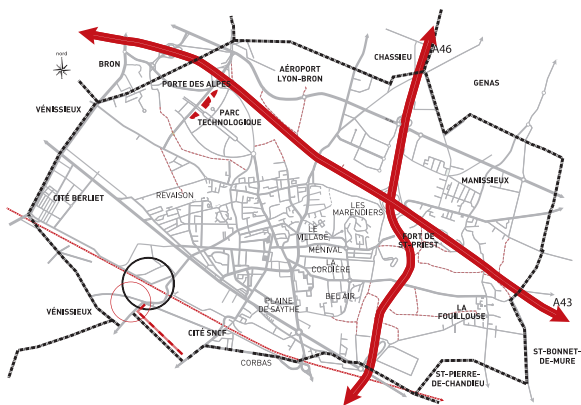 nord
BRON
AÉROPORT
LYON-BRON
CHASSIEU
A46
GENAS
PORTE DES ALPES
VÉNISSIEUX
PARC
TECHNOLOGIQUE
MANISSIEUX
CITÉ BERLIET
REVAISON
LES
MARENDIERS
LE
VILLAGE
FORT DE
ST-PRIEST
MÉNIVAL
LA
CORDIÈRE
BEL AIR
PLAINE
DE SAYTHE
A43
LA
FOUILLOUSE
VÉNISSIEUX
CITÉ SNCF
CORBAS
ST-BONNET-
DE-MURE
ST-PIERRE-
DE-CHANDIEU